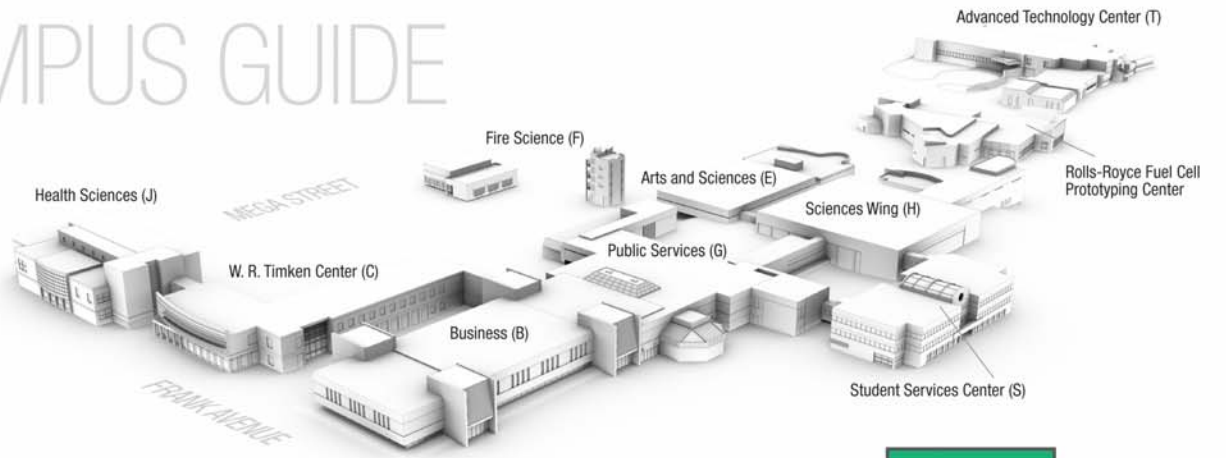 MPUS GUIDE
Advanced Technology Center (T)
Fire Science (F)
Arts and Sciences (E)
Rolls-Royce Fuel Cell
Prototyping Center
Health Sciences (J)
MEGA STREET
Sciences Wing (H)
Public Services (G)
W. R. Timken Center (C)
Business (B)
Student Services Center (S)
FRANK AVENUE